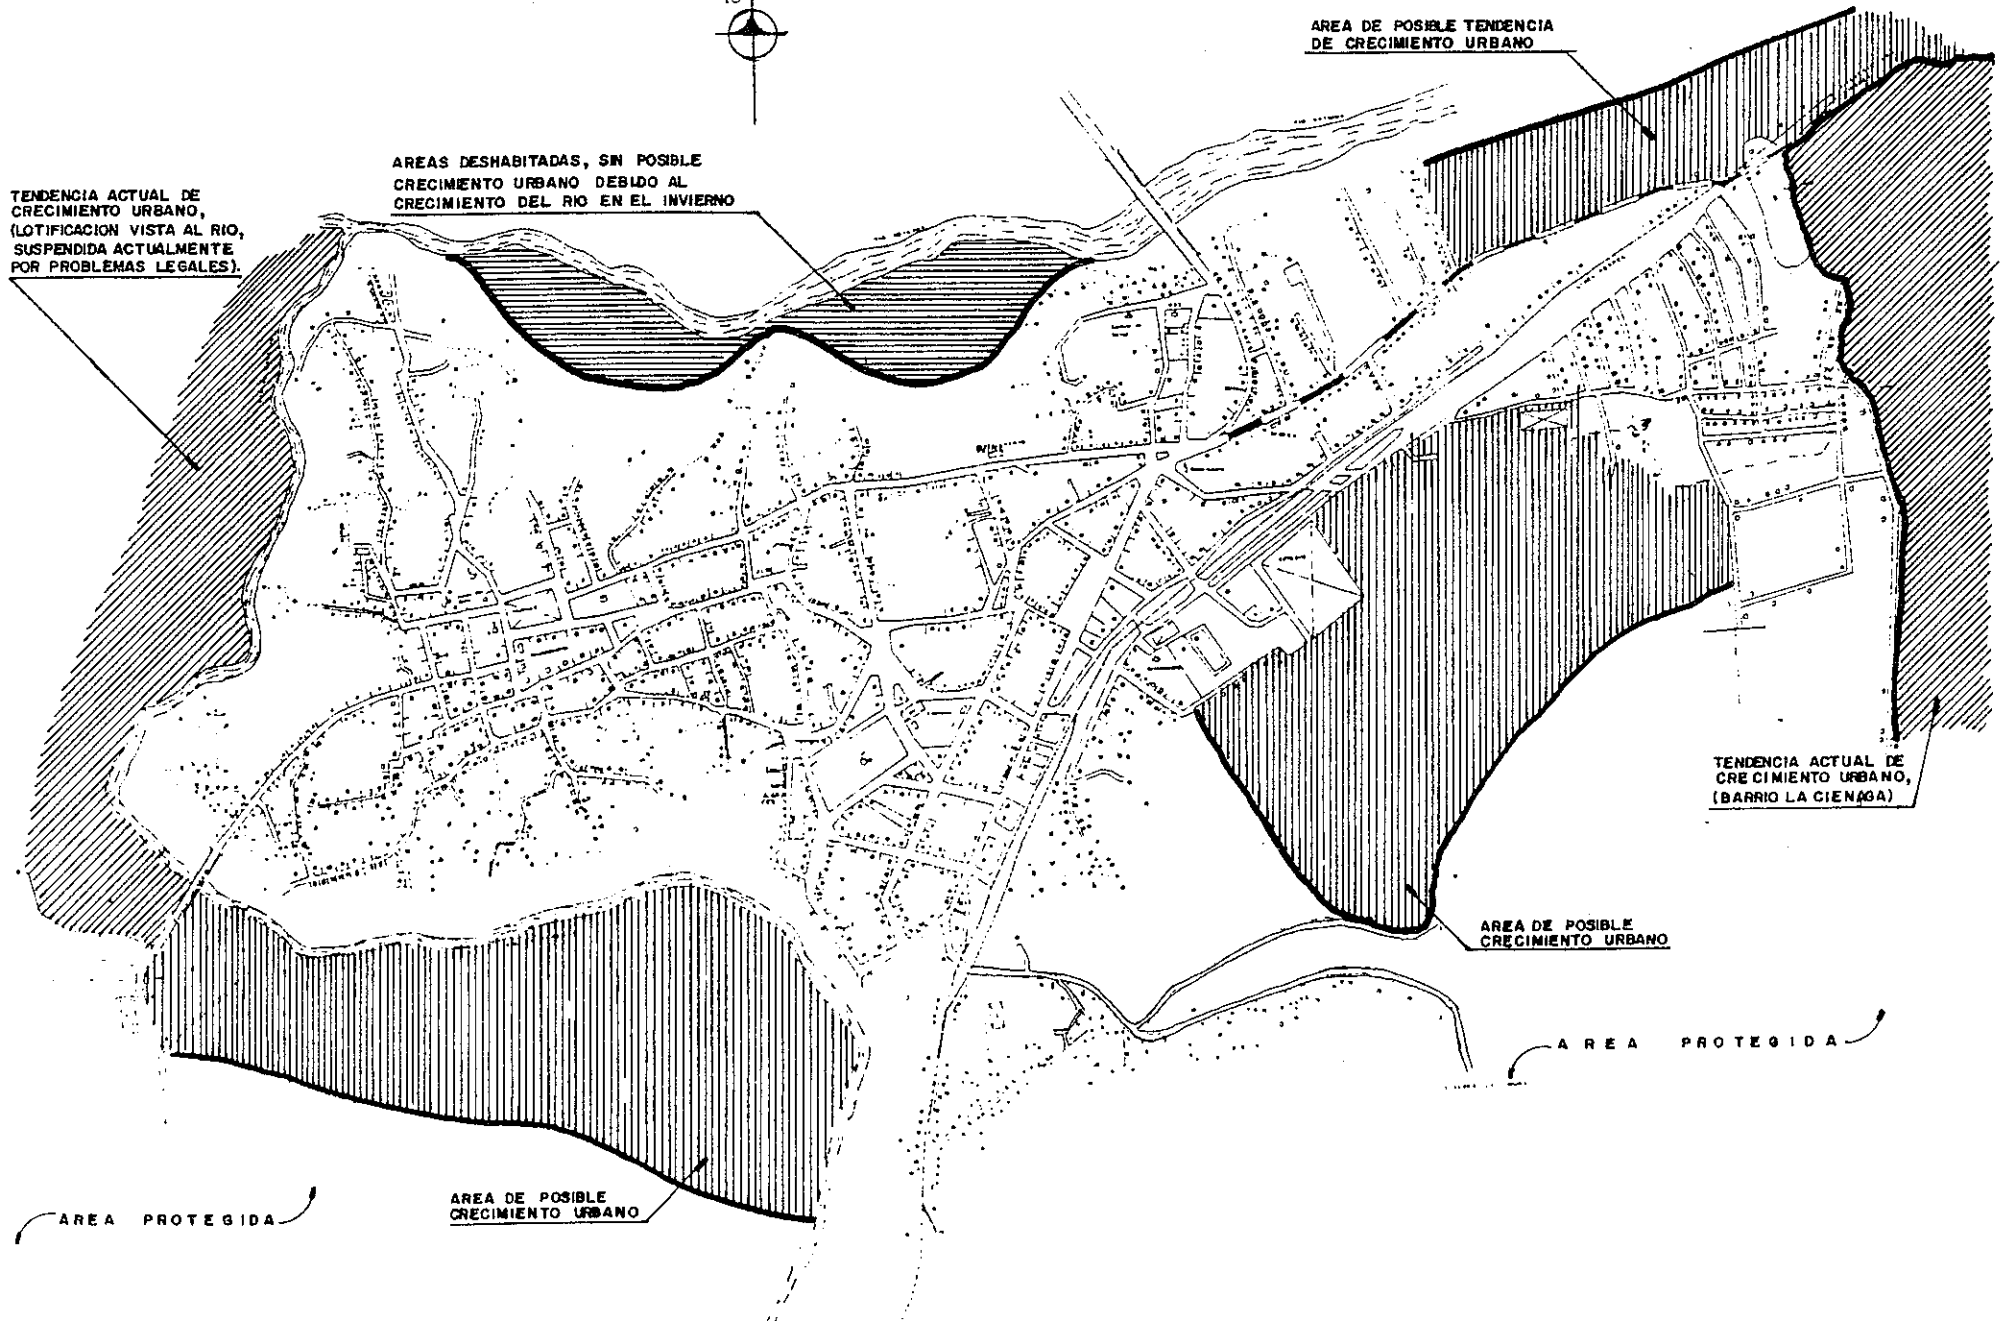 AREA DE POSIBLE TENDENCIA
DE CRECIMIENTO URBANO
AREAS DESHABITADAS, SIN POSIBLE
CRECIMIENTO URBANO DEBIDO AL
CRECIMIENTO DEL RIO EN EL INVIERNO
TENDENCIA ACTUAL DE
CRECIMIENTO URBANO,
(LOTIFICACION VISTA AL RIO,
SUSPENDIDA ACTUALMENTE
POR PROBLEMAS LEGALES).
TENDENCIA ACTUAL DE
CRECIMIENTO URBANO,
(BARRIO LA CIENAGA)
AREA DE POSIBLE
CRECIMIENTO URBANO
AREA PROTEGIDA
AREA DE POSIBLE
CRECIMIENTO URBANO
AREA PROTEGIDA